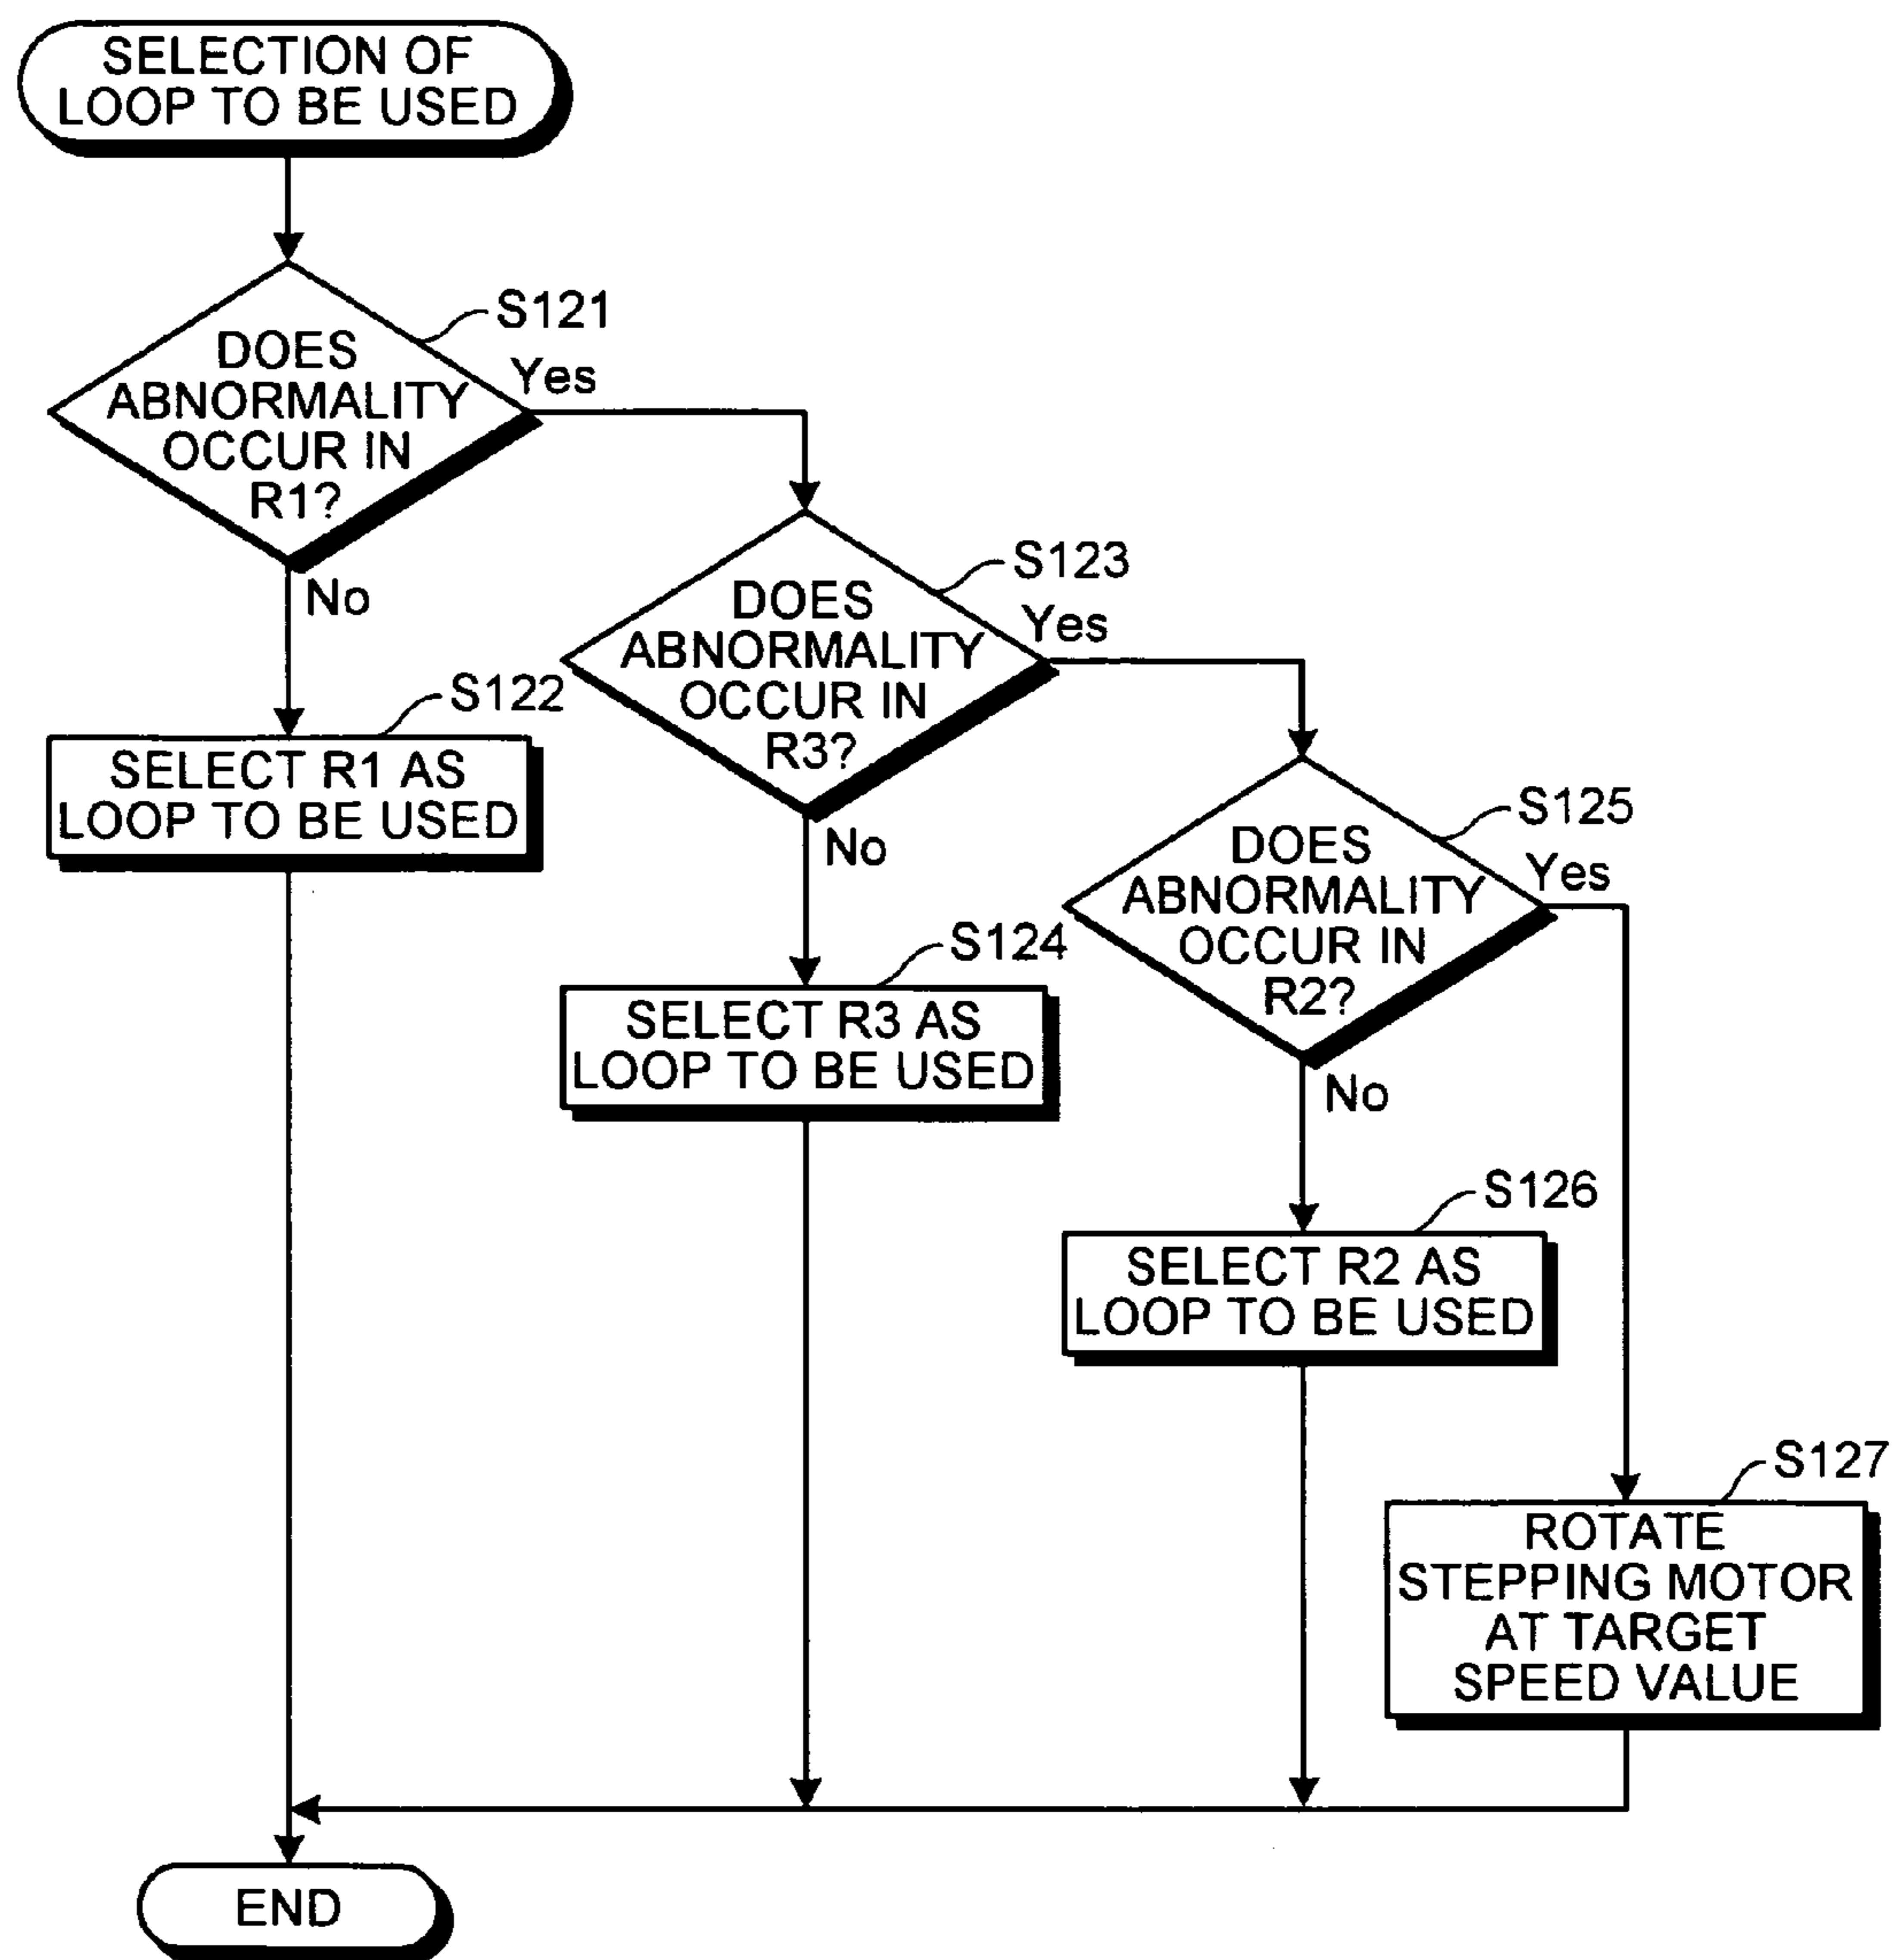 SELECTION OF
LOOP TO BE USED
S121
DOES
ABNORMALITY
OCCUR IN
R1?
Yes
No
S122
SELECT R1 AS
LOOP TO BE USED
S123
DOES
ABNORMALITY
OCCUR IN
R3?
Yes
No
S124
SELECT R3 AS
LOOP TO BE USED
S125
DOES
ABNORMALITY
OCCUR IN
R2?
Yes
No
S126
SELECT R2 AS
LOOP TO BE USED
S127
ROTATE
STEPPING MOTOR
AT TARGET
SPEED VALUE
END